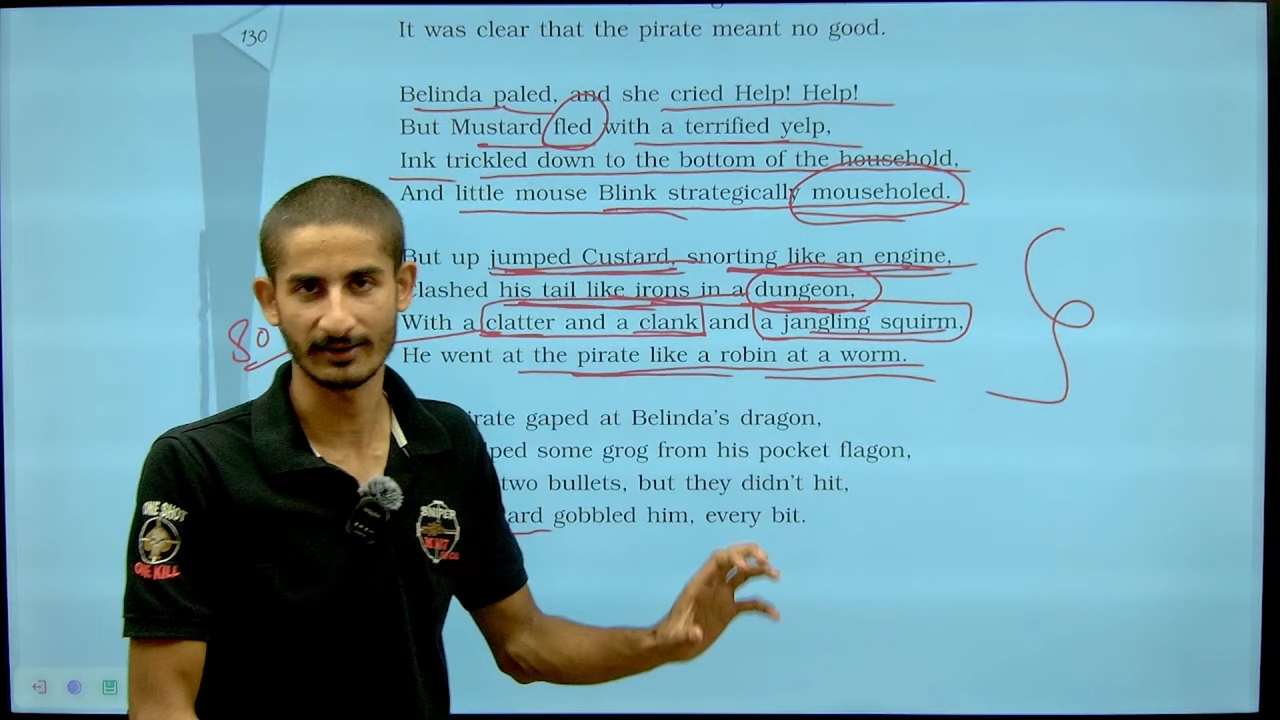 130
It was clear that the pirate meant no good.
Belinda paled, and she cried Help! Help!
But Mustard fled with a terrified yelp,
Ink trickled down to the bottom of the household,
And little mouse Blink strategically mouseholed.
But up jumped Custard, snorting like an engine,
lashed his tail like irons in a dungeon,
With a clatter and a clank and a jangling squirm,
80
He went at the pirate like a robin at a worm.
irate gaped at Belinda's dragon,
ped some grog from his pocket flagon,
two bullets, but they didn't hit,
ard gobbled him, every bit.
ONE SHOT
ONE KILL
SNIPER